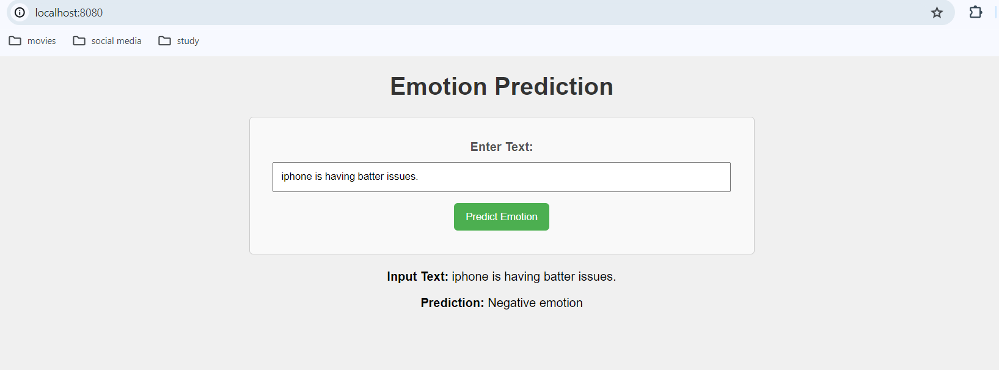 localhost:8080
movies social media study
Emotion Prediction
Enter Text:
iphone is having batter issues.
Predict Emotion
Input Text: iphone is having batter issues.
Prediction: Negative emotion